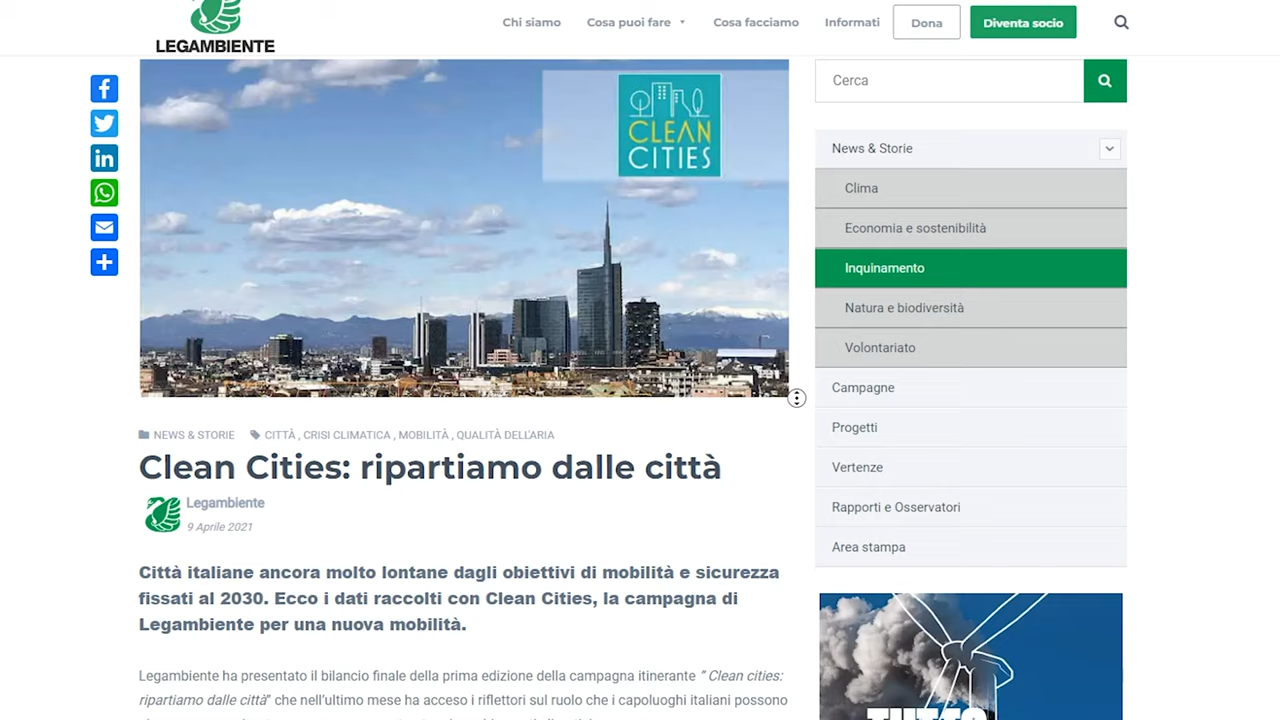 LEGAMBIENTE
Chi siamo
Cosa puoi fare
Cosa facciamo
Informati
Dona
Diventa socio
CLEAN
CITIES
NEWS & STORIE
CITTÀ , CRISI CLIMATICA , MOBILITÀ , QUALITÀ DELL'ARIA
Clean Cities: ripartiamo dalle città
Legambiente
9 Aprile 2021
Città italiane ancora molto lontane dagli obiettivi di mobilità e sicurezza
fissati al 2030. Ecco i dati raccolti con Clean Cities, la campagna di
Legambiente per una nuova mobilità.
Legambiente ha presentato il bilancio finale della prima edizione della campagna itinerante " Clean cities:
ripartiamo dalle città" che nell'ultimo mese ha acceso i riflettori sul ruolo che i capoluoghi italiani possono
Cerca
News & Storie
Clima
Economia e sostenibilità
Inquinamento
Natura e biodiversità
Volontariato
Campagne
Progetti
Vertenze
Rapporti e Osservatori
Area stampa